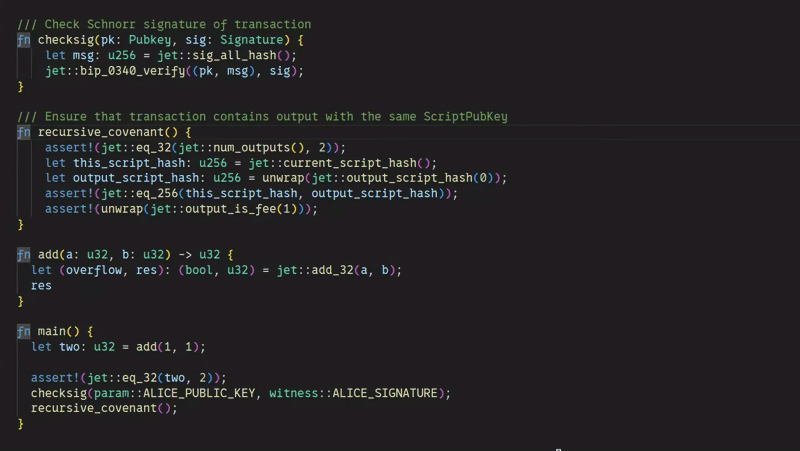 /// Check Schnorr signature of transaction
fn checksig(pk: Pubkey, sig: Signature) {
    let msg: u256 = jet::sig_all_hash();
    jet::bip_0340_verify((pk, msg), sig);
}
/// Ensure that transaction contains output with the same ScriptPubKey
fn recursive_covenant() {
    assert!(jet::eq_32(jet::num_outputs(), 2));
    let this_script_hash: u256 = jet::current_script_hash();
    let output_script_hash: u256 = unwrap(jet::output_script_hash(0));
    assert!(jet::eq_256(this_script_hash, output_script_hash));
    assert!(unwrap(jet::output_is_fee(1)));
}
fn add(a: u32, b: u32) -> u32 {
  let (overflow, res): (bool, u32) = jet::add_32(a, b);
  res
}
fn main() {
  let two: u32 = add(1, 1);
  assert!(jet::eq_32(two, 2));
  checksig(param::ALICE_PUBLIC_KEY, witness::ALICE_SIGNATURE);
  recursive_covenant();
}